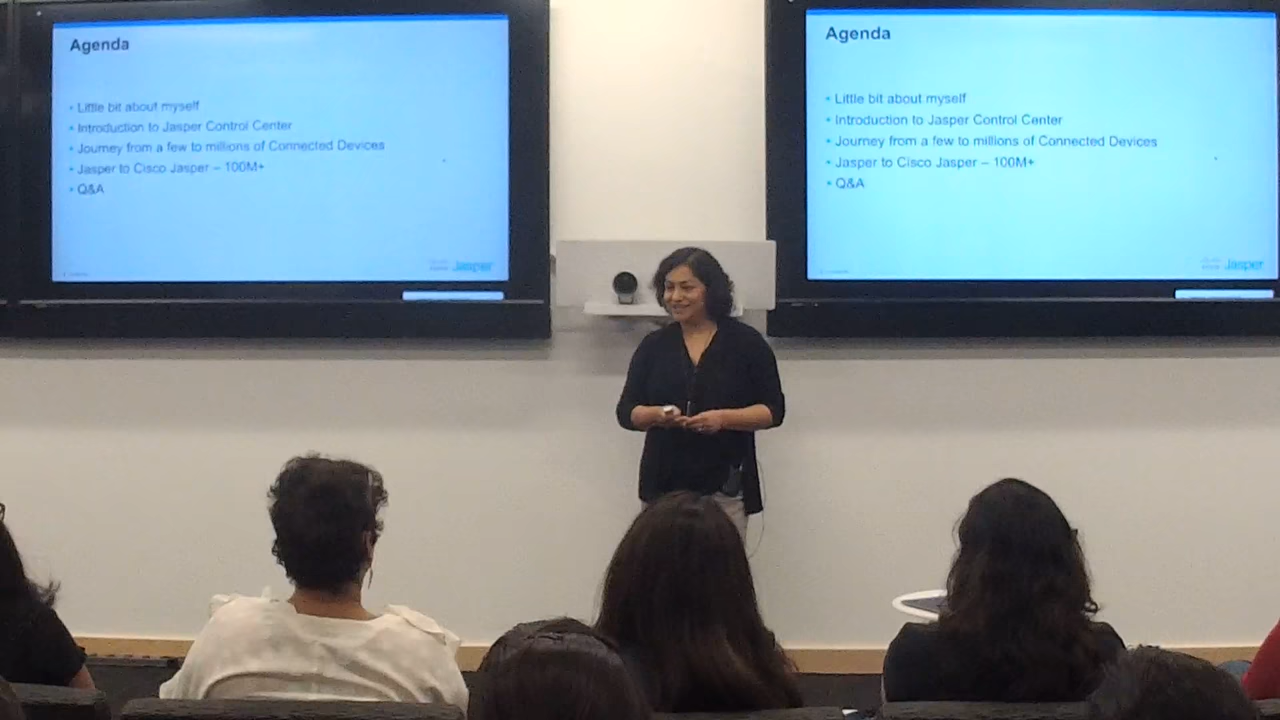 Agenda
• Little bit about myself
• Introduction to Jasper Control Center
• Journey from a few to millions of Connected Devices
• Jasper to Cisco Jasper – 100M+
• Q&A
Jasper
Agenda
• Little bit about myself
• Introduction to Jasper Control Center
• Journey from a few to millions of Connected Devices
• Jasper to Cisco Jasper – 100M+
• Q&A
Jasper